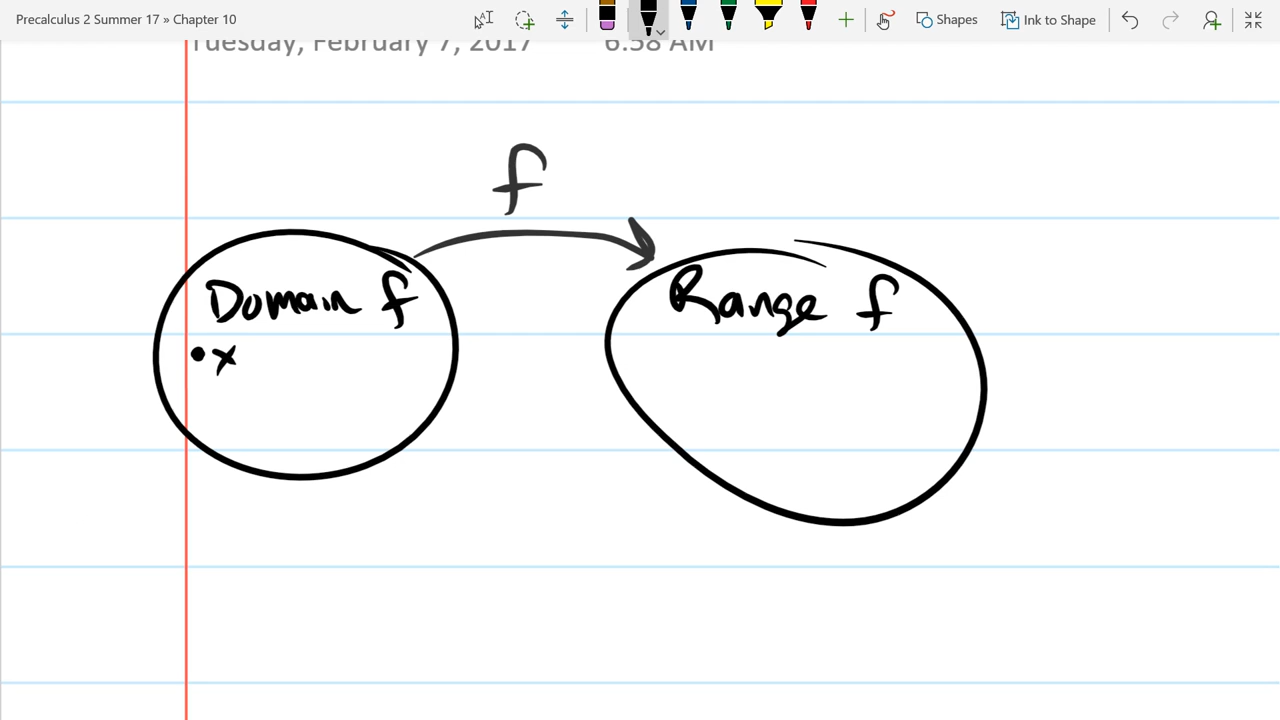 Precalculus 2 Summer 17 » Chapter 10
Shapes
Ink to Shape
Tuesday, February 7, 2017 6:58 AM
f
Domain f
Range f
x